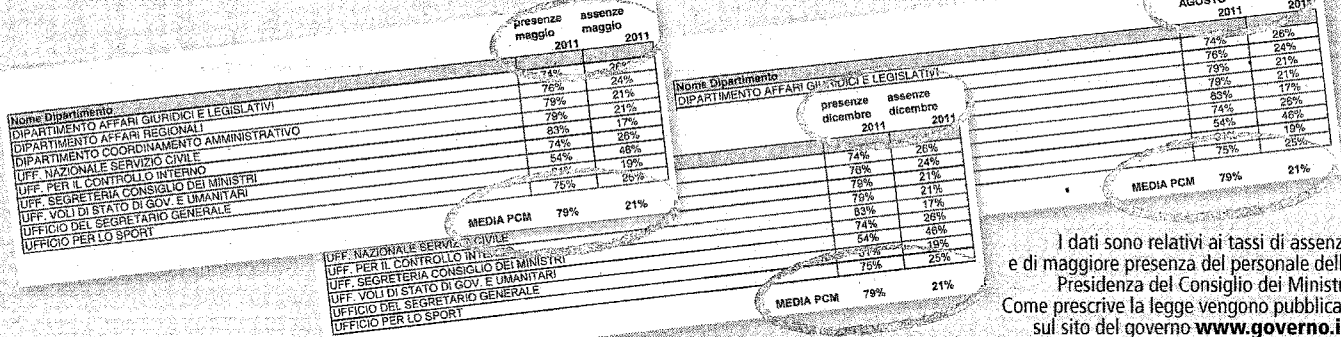 presenze assenze
maggio maggio
2011 2011
Nome Dipartimento
DIPARTIMENTO AFFARI GIURIDICI E LEGISLATIVI 74% 26%
DIPARTIMENTO AFFARI REGIONALI 76% 24%
DIPARTIMENTO COORDINAMENTO AMMINISTRATIVO 79% 21%
UFF. NAZIONALE SERVIZIO CIVILE 79% 21%
UFF. PER IL CONTROLLO INTERNO 83% 17%
UFF. SEGRETERIA CONSIGLIO DEI MINISTRI 74% 26%
UFF. VOLI DI STATO DI GOV. E UMANITARI 54% 46%
UFFICIO DEL SEGRETARIO GENERALE 19%
UFFICIO PER LO SPORT 75% 25%
MEDIA PCM 79% 21%
presenze assenze
dicembre dicembre
2011 2011
74% 26%
76% 24%
79% 21%
79% 21%
83% 17%
UFF. NAZIONALE SERVIZIO CIVILE 74% 26%
UFF. PER IL CONTROLLO 54% 46%
UFF. SEGRETERIA CONSIGLIO DEI MINISTRI 19%
UFF. VOLI DI STATO DI GOV. E UMANITARI 75% 25%
UFFICIO DEL SEGRETARIO GENERALE
UFFICIO PER LO SPORT
MEDIA PCM 79% 21%
AGOSTO
2011
Nome Dipartimento
DIPARTIMENTO AFFARI GIURIDICI E LEGISLATIVI 74% 26%
76% 24%
79% 21%
79% 21%
83% 17%
74% 26%
54% 46%
19%
75% 25%
MEDIA PCM 79% 21%
I dati sono relativi ai tassi di assenz
e di maggiore presenza del personale dell
Presidenza del Consiglio dei Ministr
Come prescrive la legge vengono pubblica
sul sito del governo www.governo.i